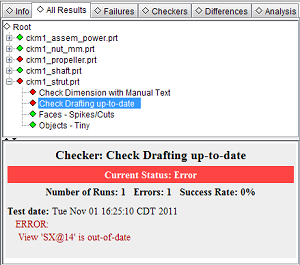 Info All Results Failures Checkers Differences Analysis
Root
ckm1_assem_power.prt
ckm1_nut_mm.prt
ckm1_propeller.prt
ckm1_shaft.prt
ckm1_strut.prt
Check Dimension with Manual Text
Check Drafting up-to-date
Faces - Spikes/Cuts
Objects - Tiny
Checker: Check Drafting up-to-date
Current Status: Error
Number of Runs: 1 Errors: 1 Success Rate: 0%
Test date: Tue Nov 01 16:25:10 CDT 2011
ERROR:
View 'SX@14' is out-of-date